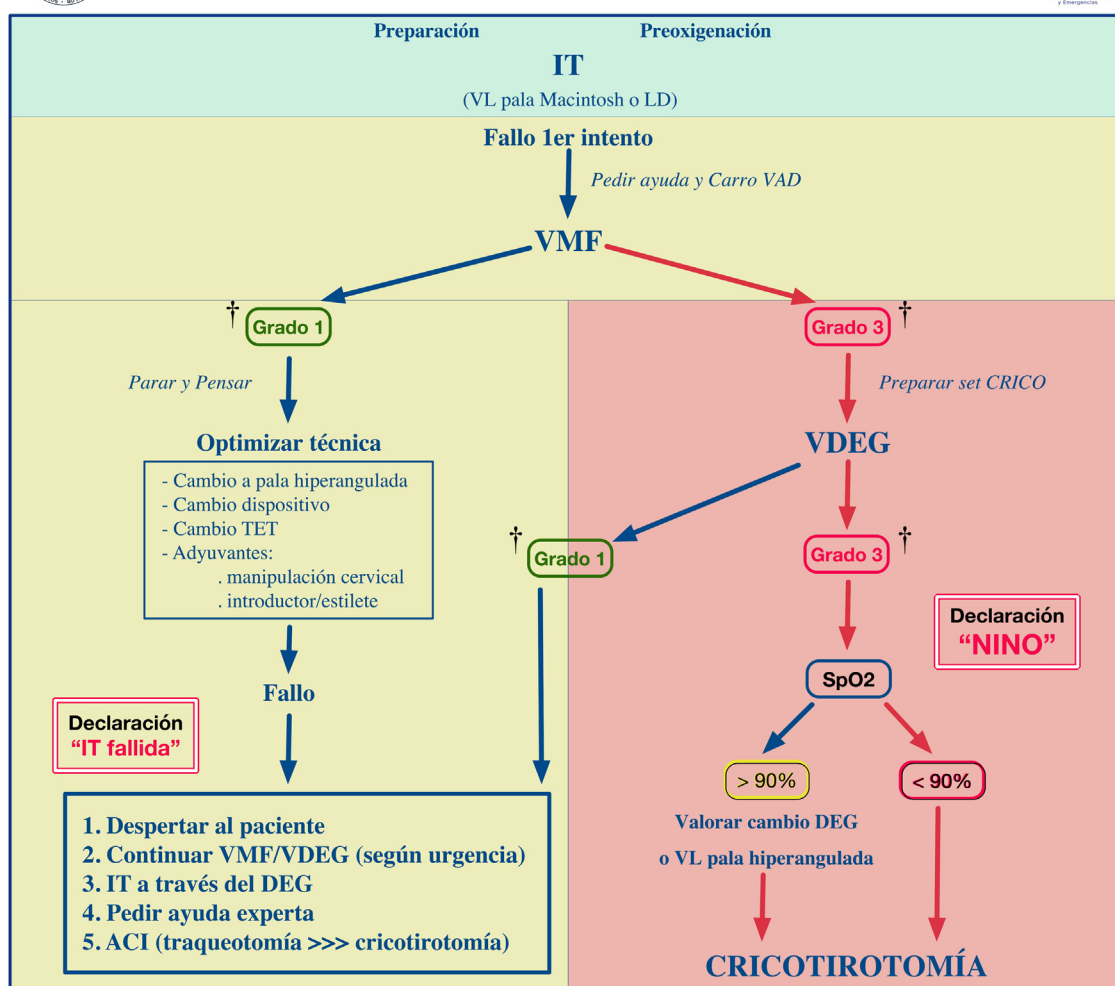 y Emergencias
Preparación
Preoxigenación
IT
(VL pala Macintosh o LD)
Fallo 1er intento
Pedir ayuda y Carro VAD
VMF
† Grado 1
Grado 3 †
Parar y Pensar
Preparar set CRICO
Optimizar técnica
VDEG
- Cambio a pala hiperangulada
- Cambio dispositivo
- Cambio TET
- Adyuvantes:
. manipulación cervical
. introductor/estilete
† Grado 1
Grado 3 †
Declaración
“NINO”
SpO2
Fallo
Declaración
“IT fallida”
> 90%
< 90%
Valorar cambio DEG
o VL pala hiperangulada
1. Despertar al paciente
2. Continuar VMF/VDEG (según urgencia)
3. IT a través del DEG
4. Pedir ayuda experta
5. ACI (traqueotomía >>> cricotirotomía)
CRICOTIROTOMÍA